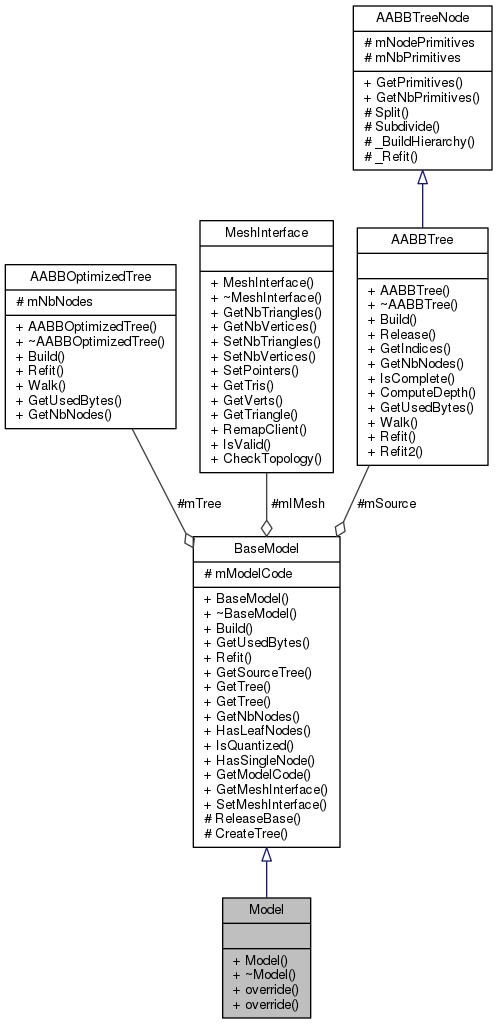 AABBTreeNode
# mNodePrimitives
# mNbPrimitives
+ GetPrimitives()
+ GetNbPrimitives()
# Split()
# Subdivide()
# _BuildHierarchy()
# _Refit()
AABBOptimizedTree
# mNbNodes
+ AABBOptimizedTree()
+ ~AABBOptimizedTree()
+ Build()
+ Refit()
+ Walk()
+ GetUsedBytes()
+ GetNbNodes()
MeshInterface
+ MeshInterface()
+ ~MeshInterface()
+ GetNbTriangles()
+ GetNbVertices()
+ SetNbTriangles()
+ SetNbVertices()
+ SetPointers()
+ GetTris()
+ GetVerts()
+ GetTriangle()
+ RemapClient()
+ IsValid()
+ CheckTopology()
AABBTree
+ AABBTree()
+ ~AABBTree()
+ Build()
+ Release()
+ GetIndices()
+ GetNbNodes()
+ IsComplete()
+ ComputeDepth()
+ GetUsedBytes()
+ Walk()
+ Refit()
+ Refit2()
#mTree
#mIMesh
#mSource
BaseModel
# mModelCode
+ BaseModel()
+ ~BaseModel()
+ Build()
+ GetUsedBytes()
+ Refit()
+ GetSourceTree()
+ GetTree()
+ GetTree()
+ GetNbNodes()
+ HasLeafNodes()
+ IsQuantized()
+ HasSingleNode()
+ GetModelCode()
+ GetMeshInterface()
+ SetMeshInterface()
# ReleaseBase()
# CreateTree()
Model
+ Model()
+ ~Model()
+ override()
+ override()